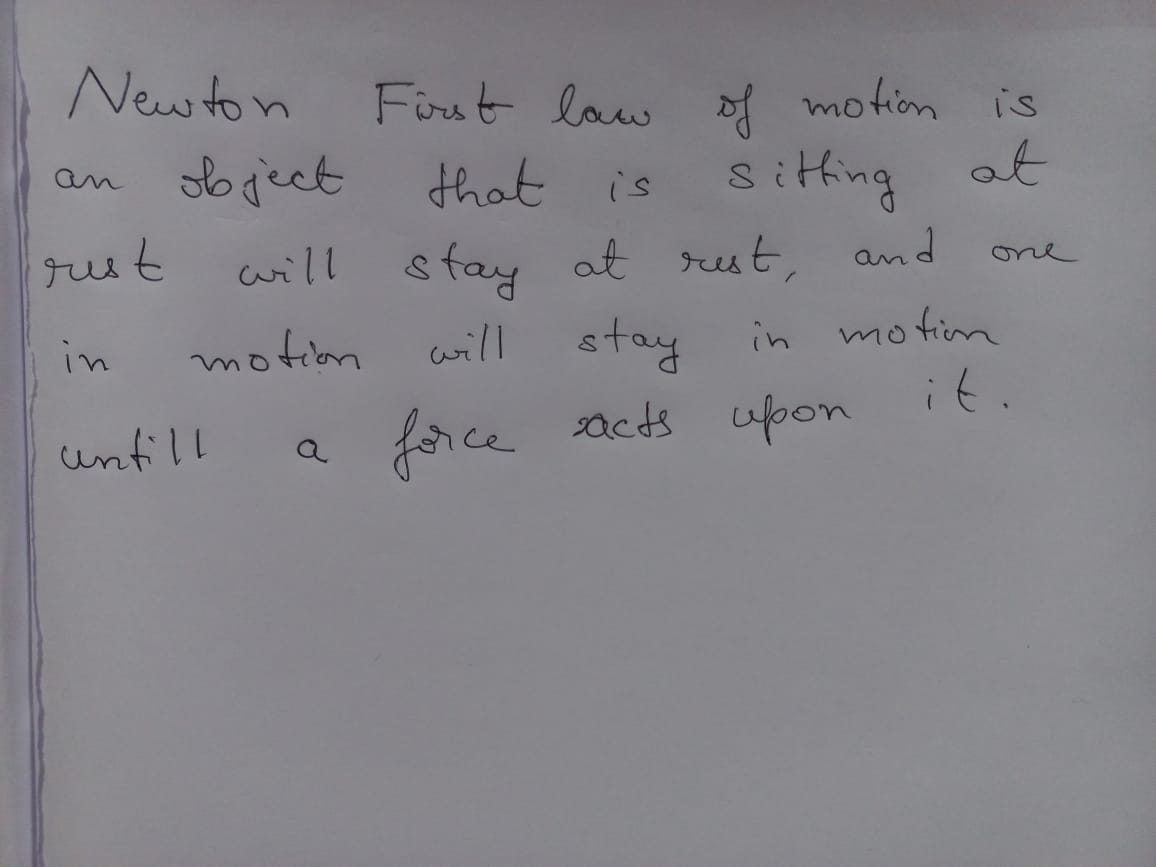 Newton First law of motion is
an object that is sitting at
rest will stay at rest, and one
in motion will stay in motion
untill a force acts upon it.